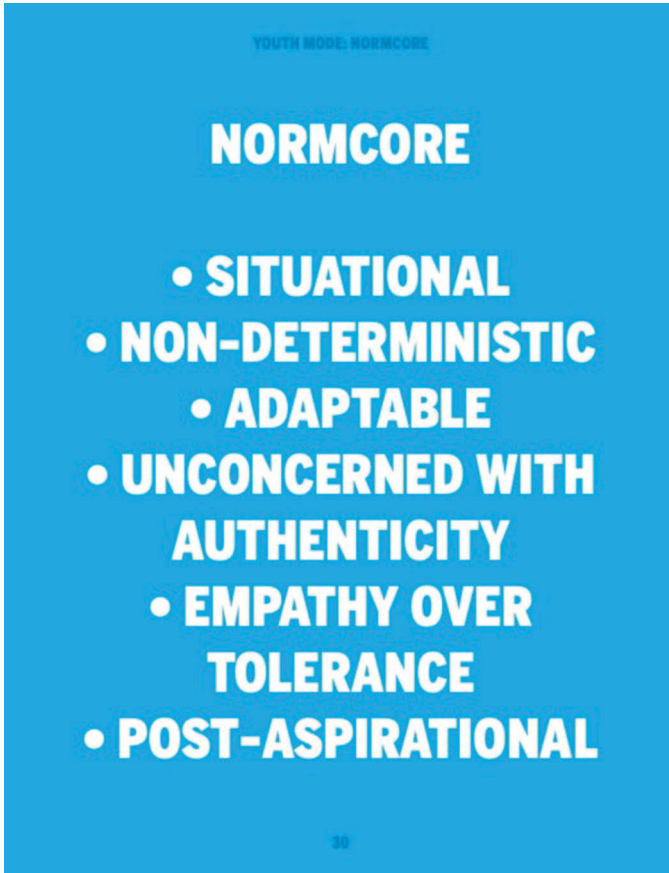 YOUTH MODE: NORMCORE
NORMCORE
• SITUATIONAL
• NON-DETERMINISTIC
• ADAPTABLE
• UNCONCERNED WITH
AUTHENTICITY
• EMPATHY OVER
TOLERANCE
• POST-ASPIRATIONAL
30